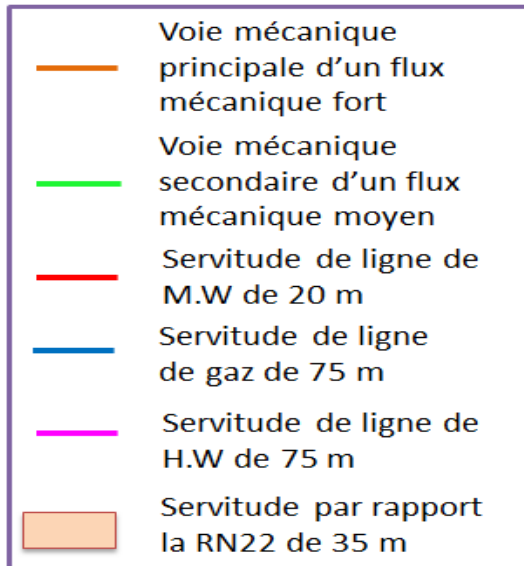 Voie mécanique
principale d'un flux
mécanique fort
Voie mécanique
secondaire d'un flux
mécanique moyen
Servitude de ligne de
M.W de 20 m
Servitude de ligne
de gaz de 75 m
Servitude de ligne de
H.W de 75 m
Servitude par rapport
la RN22 de 35 m